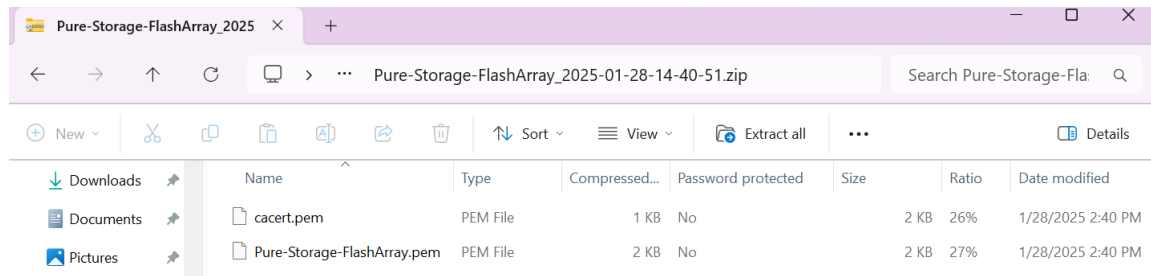 Pure-Storage-FlashArray_2025
Pure-Storage-FlashArray_2025-01-28-14-40-51.zip Search Pure-Storage-Fla
New Sort View Extract all Details
Downloads Name Type Compressed... Password protected Size Ratio Date modified
Documents cacert.pem PEM File 1 KB No 2 KB 26% 1/28/2025 2:40 PM
Pictures Pure-Storage-FlashArray.pem PEM File 2 KB No 2 KB 27% 1/28/2025 2:40 PM